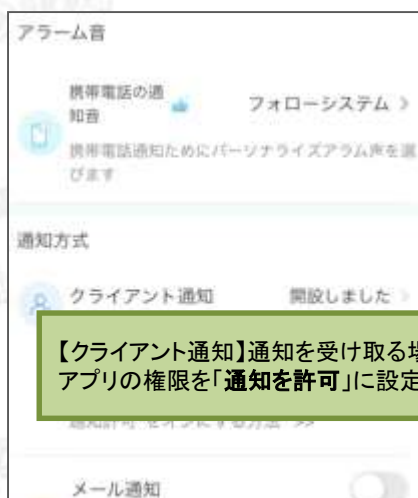 アラーム音
携帯電話の通
知音
フォローシステム >
携帯電話通知ためにパーソナライズアラム声を選
びます
通知方式
クライアント通知
開設しました >
【クライアント通知】通知を受け取る場
アプリの権限を「通知を許可」に設定
メール通知